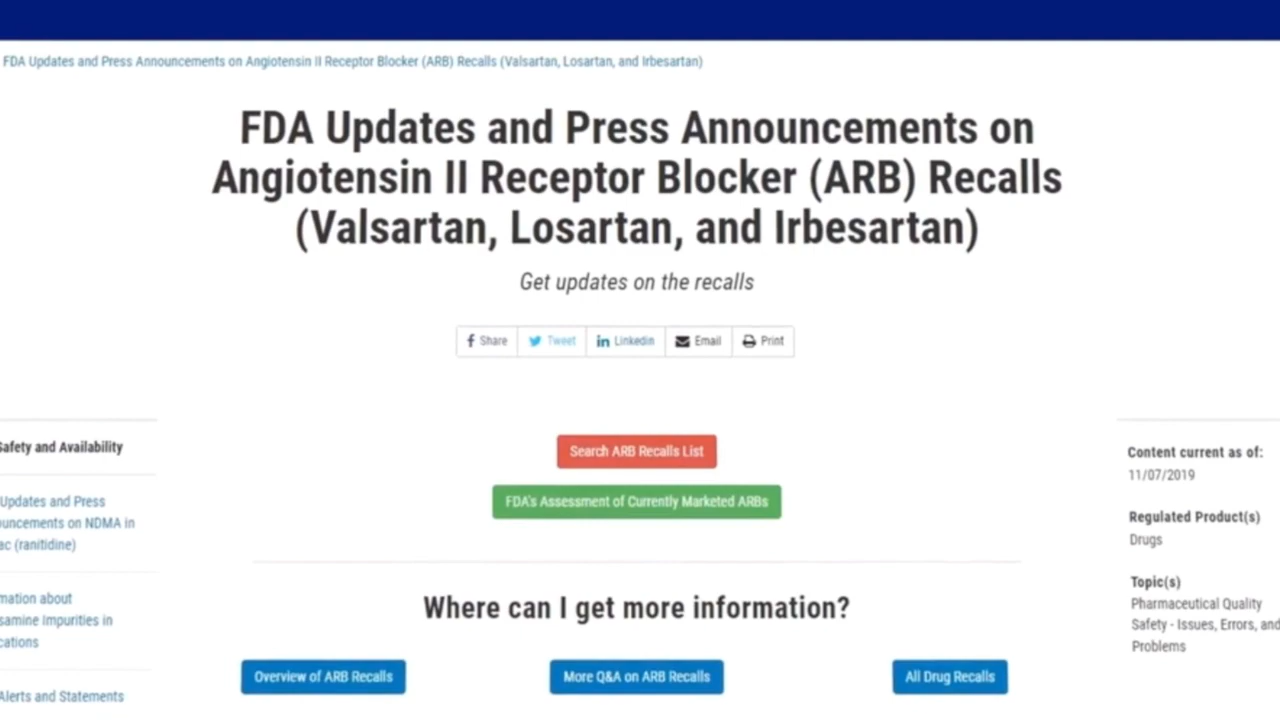 FDA Updates and Press Announcements on Angiotensin II Receptor Blocker (ARB) Recalls (Valsartan, Losartan, and Irbesartan)
FDA Updates and Press Announcements on
Angiotensin II Receptor Blocker (ARB) Recalls
(Valsartan, Losartan, and Irbesartan)
Get updates on the recalls
Share
Tweet
Linkedin
Email
Print
Safety and Availability
Updates and Press
ouncements on NDMA in
ac (ranitidine)
mation about
samine Impurities in
cations
Alerts and Statements
Search ARB Recalls List
FDA's Assessment of Currently Marketed ARBs
Where can I get more information?
Overview of ARB Recalls
More Q&A on ARB Recalls
All Drug Recalls
Content current as of:
11/07/2019
Regulated Product(s)
Drugs
Topic(s)
Pharmaceutical Quality
Safety - Issues, Errors, and
Problems